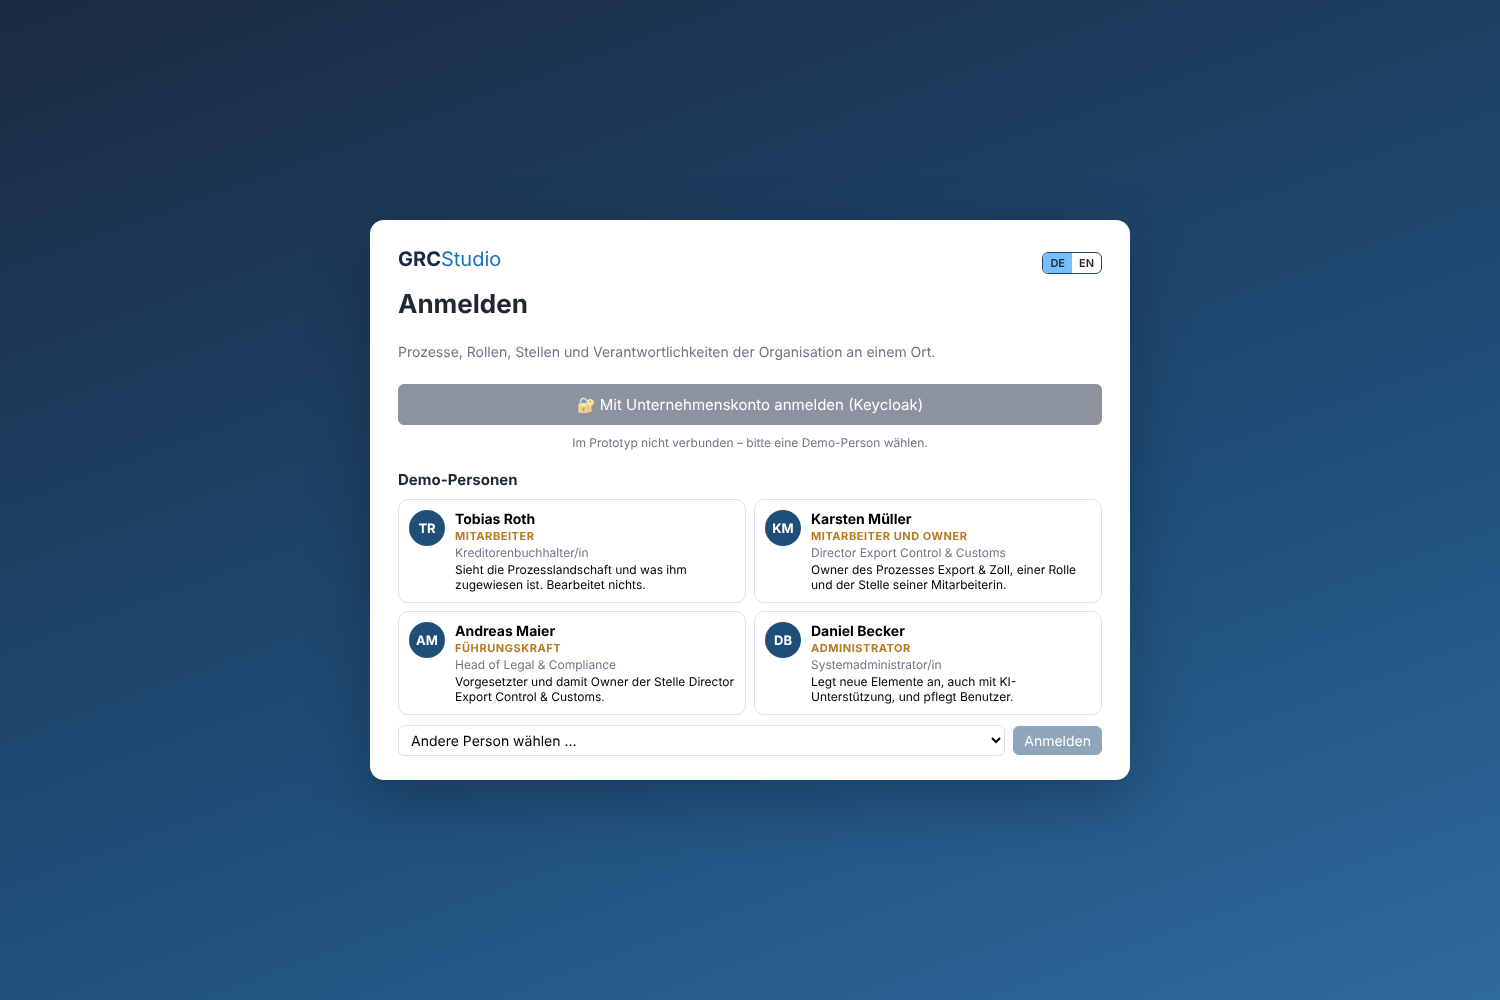 GRCStudio
DE EN
Anmelden
Prozesse, Rollen, Stellen und Verantwortlichkeiten der Organisation an einem Ort.
🔐 Mit Unternehmenskonto anmelden (Keycloak)
Im Prototyp nicht verbunden – bitte eine Demo-Person wählen.
Demo-Personen
TR
Tobias Roth
MITARBEITER
Kreditorenbuchhalter/in
Sieht die Prozesslandschaft und was ihm
zugewiesen ist. Bearbeitet nichts.
KM
Karsten Müller
MITARBEITER UND OWNER
Director Export Control & Customs
Owner des Prozesses Export & Zoll, einer Rolle
und der Stelle seiner Mitarbeiterin.
AM
Andreas Maier
FÜHRUNGSKRAFT
Head of Legal & Compliance
Vorgesetzter und damit Owner der Stelle Director
Export Control & Customs.
DB
Daniel Becker
ADMINISTRATOR
Systemadministrator/in
Legt neue Elemente an, auch mit KI-
Unterstützung, und pflegt Benutzer.
Andere Person wählen ...
Anmelden